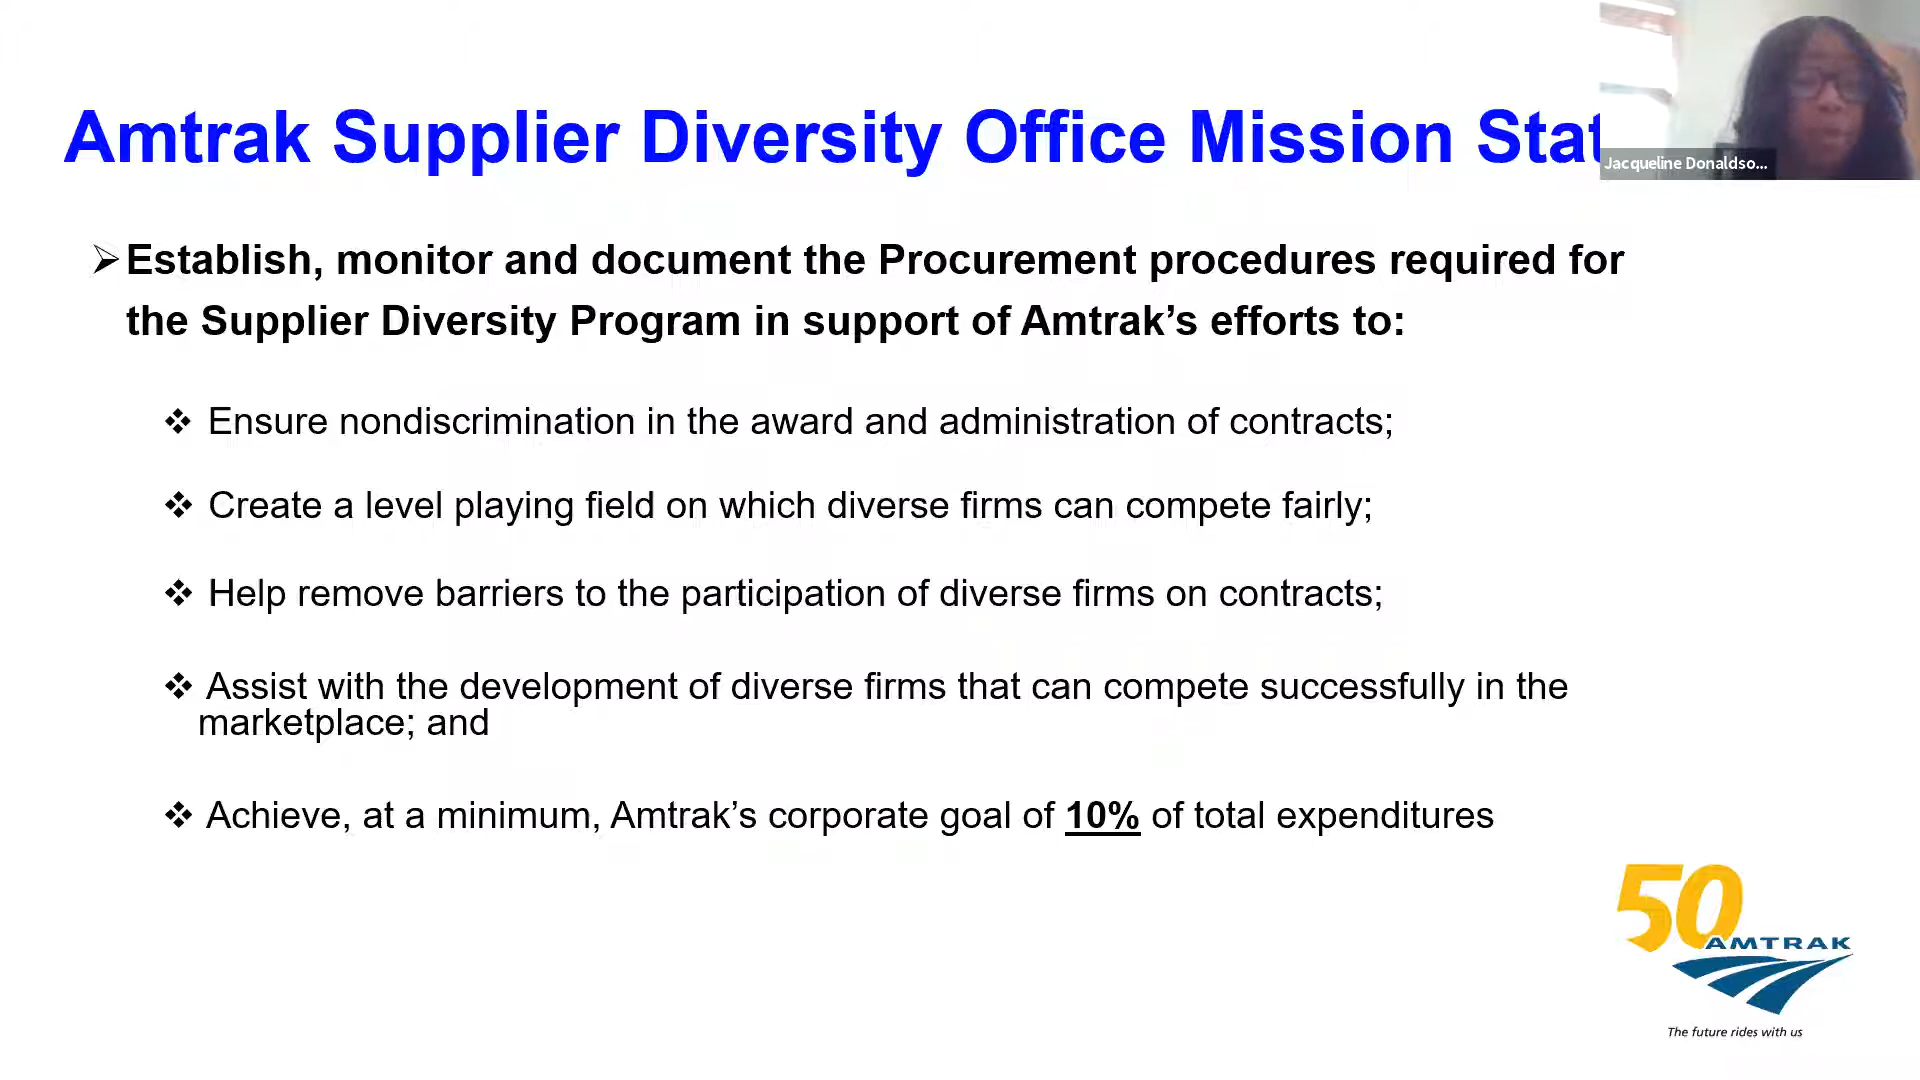 Amtrak Supplier Diversity Office Mission Stat
Jacqueline Donaldso...
➢Establish, monitor and document the Procurement procedures required for
the Supplier Diversity Program in support of Amtrak’s efforts to:
❖ Ensure nondiscrimination in the award and administration of contracts;
❖ Create a level playing field on which diverse firms can compete fairly;
❖ Help remove barriers to the participation of diverse firms on contracts;
❖ Assist with the development of diverse firms that can compete successfully in the
marketplace; and
❖ Achieve, at a minimum, Amtrak’s corporate goal of 10% of total expenditures
50
AMTRAK
The future rides with us